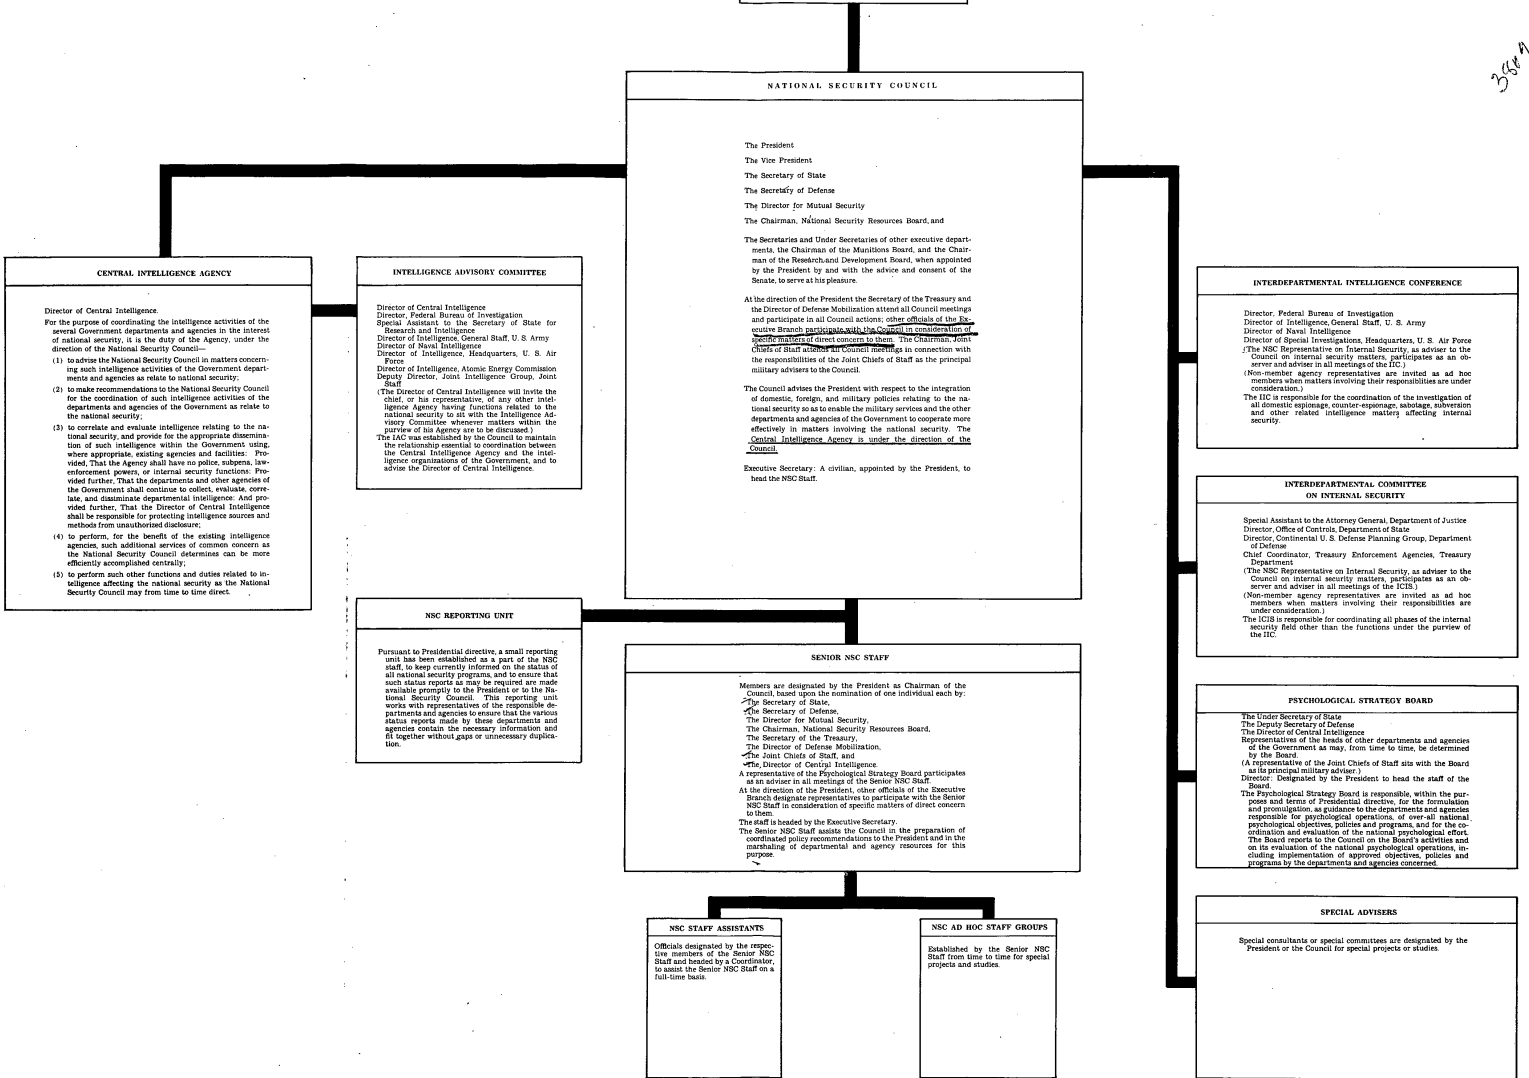 NATIONAL SECURITY COUNCIL
The President
The Vice President
The Secretary of State
The Secretary of Defense
The Director for Mutual Security
The Chairman, National Security Resources Board, and
The Secretaries and Under Secretaries of other executive depart-
ments, the Chairman of the Munitions Board, and the Chair-
man of the Research and Development Board, when appointed
by the President by and with the advice and consent of the
Senate, to serve at his pleasure.
At the direction of the President the Secretary of the Treasury and
the Director of Defense Mobilization attend all Council meetings
and participate in all Council actions; other officials of the Ex-
ecutive Branch participate with the Council in consideration of
specific matters of direct concern to them. The Chairman, Joint
Chiefs of Staff attends all Council meetings in connection with
the responsibilities of the Joint Chiefs of Staff as the principal
military advisers to the Council.
The Council advises the President with respect to the integration
of domestic, foreign, and military policies relating to the na-
tional security so as to enable the military services and the other
departments and agencies of the Government to cooperate more
effectively in matters involving the national security. The
Central Intelligence Agency is under the direction of the
Council.
Executive Secretary: A civilian, appointed by the President, to
head the NSC Staff.
CENTRAL INTELLIGENCE AGENCY
Director of Central Intelligence.
For the purpose of coordinating the intelligence activities of the
several Government departments and agencies in the interest
of national security, it is the duty of the Agency, under the
direction of the National Security Council—
(1) to advise the National Security Council in matters concern-
ing such intelligence activities of the Government depart-
ments and agencies as relate to national security;
(2) to make recommendations to the National Security Council
for the coordination of such intelligence activities of the
departments and agencies of the Government as relate to
the national security;
(3) to correlate and evaluate intelligence relating to the na-
tional security, and provide for the appropriate dissemina-
tion of such intelligence within the Government using,
where appropriate, existing agencies and facilities: Pro-
vided, That the Agency shall have no police, subpena, law-
enforcement powers, or internal security functions: Pro-
vided further, That the departments and other agencies of
the Government shall continue to collect, evaluate, corre-
late, and dissiminate departmental intelligence: And pro-
vided further, That the Director of Central Intelligence
shall be responsible for protecting intelligence sources and
methods from unauthorized disclosure;
(4) to perform, for the benefit of the existing intelligence
agencies, such additional services of common concern as
the National Security Council determines can be more
efficiently accomplished centrally;
(5) to perform such other functions and duties related to in-
telligence affecting the national security as the National
Security Council may from time to time direct.
INTELLIGENCE ADVISORY COMMITTEE
Director of Central Intelligence
Director, Federal Bureau of Investigation
Special Assistant to the Secretary of State for
Research and Intelligence
Director of Intelligence, General Staff, U. S. Army
Director of Naval Intelligence
Director of Intelligence, Headquarters, U. S. Air
Force
Director of Intelligence, Atomic Energy Commission
Deputy Director, Joint Intelligence Group, Joint
Staff
(The Director of Central Intelligence will invite the
chief, or his representative, of any other intel-
ligence Agency having functions related to the
national security to sit with the Intelligence Ad-
visory Committee whenever matters within the
purview of his Agency are to be discussed.)
The IAC was established by the Council to maintain
the relationship essential to coordination between
the Central Intelligence Agency and the intel-
ligence organizations of the Government, and to
advise the Director of Central Intelligence.
NSC REPORTING UNIT
Pursuant to Presidential directive, a small reporting
unit has been established as a part of the NSC
staff, to keep currently informed on the status of
all national security programs, and to ensure that
such status reports as may be required are made
available promptly to the President or to the Na-
tional Security Council. This reporting unit
works with representatives of the responsible de-
partments and agencies to ensure that the various
status reports made by these departments and
agencies contain the necessary information and
fit together without gaps or unnecessary duplica-
tion.
SENIOR NSC STAFF
Members are designated by the President as Chairman of the
Council, based upon the nomination of one individual each by:
The Secretary of State,
The Secretary of Defense,
The Director for Mutual Security,
The Chairman, National Security Resources Board,
The Secretary of the Treasury,
The Director of Defense Mobilization,
The Joint Chiefs of Staff, and
The, Director of Central Intelligence.
A representative of the Psychological Strategy Board participates
as an adviser in all meetings of the Senior NSC Staff.
At the direction of the President, other officials of the Executive
Branch designate representatives to participate with the Senior
NSC Staff in consideration of specific matters of direct concern
to them.
The staff is headed by the Executive Secretary.
The Senior NSC Staff assists the Council in the preparation of
coordinated policy recommendations to the President and in the
marshaling of departmental and agency resources for this
purpose.
NSC STAFF ASSISTANTS
Officials designated by the respec-
tive members of the Senior NSC
Staff and headed by a Coordinator,
to assist the Senior NSC Staff on a
full-time basis.
NSC AD HOC STAFF GROUPS
Established by the Senior NSC
Staff from time to time for special
projects and studies.
INTERDEPARTMENTAL INTELLIGENCE CONFERENCE
Director, Federal Bureau of Investigation
Director of Intelligence, General Staff, U. S. Army
Director of Naval Intelligence
Director of Special Investigations, Headquarters, U. S. Air Force
(The NSC Representative on Internal Security, as adviser to the
Council on internal security matters, participates as an ob-
server and adviser in all meetings of the IIC.)
(Non-member agency representatives are invited as ad hoc
members when matters involving their responsiblities are under
consideration.)
The IIC is responsible for the coordination of the investigation of
all domestic espionage, counter-espionage, sabotage, subversion
and other related intelligence matters affecting internal
security.
INTERDEPARTMENTAL COMMITTEE
ON INTERNAL SECURITY
Special Assistant to the Attorney General, Department of Justice
Director, Office of Controls, Department of State
Director, Continental U. S. Defense Planning Group, Department
of Defense
Chief Coordinator, Treasury Enforcement Agencies, Treasury
Department
(The NSC Representative on Internal Security, as adviser to the
Council on internal security matters, participates as an ob-
server and adviser in all meetings of the ICIS.)
(Non-member agency representatives are invited as ad hoc
members when matters involving their responsibilities are
under consideration.)
The ICIS is responsible for coordinating all phases of the internal
security field other than the functions under the purview of
the IIC.
PSYCHOLOGICAL STRATEGY BOARD
The Under Secretary of State
The Deputy Secretary of Defense
The Director of Central Intelligence
Representatives of the heads of other departments and agencies
of the Government as may, from time to time, be determined
by the Board.
(A representative of the Joint Chiefs of Staff sits with the Board
as its principal military adviser.)
Director: Designated by the President to head the staff of the
Board.
The Psychological Strategy Board is responsible, within the pur-
poses and terms of Presidential directive, for the formulation
and promulgation, as guidance to the departments and agencies
responsible for psychological operations, of over-all national
psychological objectives, policies and programs, and for the co-
ordination and evaluation of the national psychological effort.
The Board reports to the Council on the Board's activities and
on its evaluation of the national psychological operations, in-
cluding implementation of approved objectives, policies and
programs by the departments and agencies concerned.
SPECIAL ADVISERS
Special consultants or special committees are designated by the
President or the Council for special projects or studies.